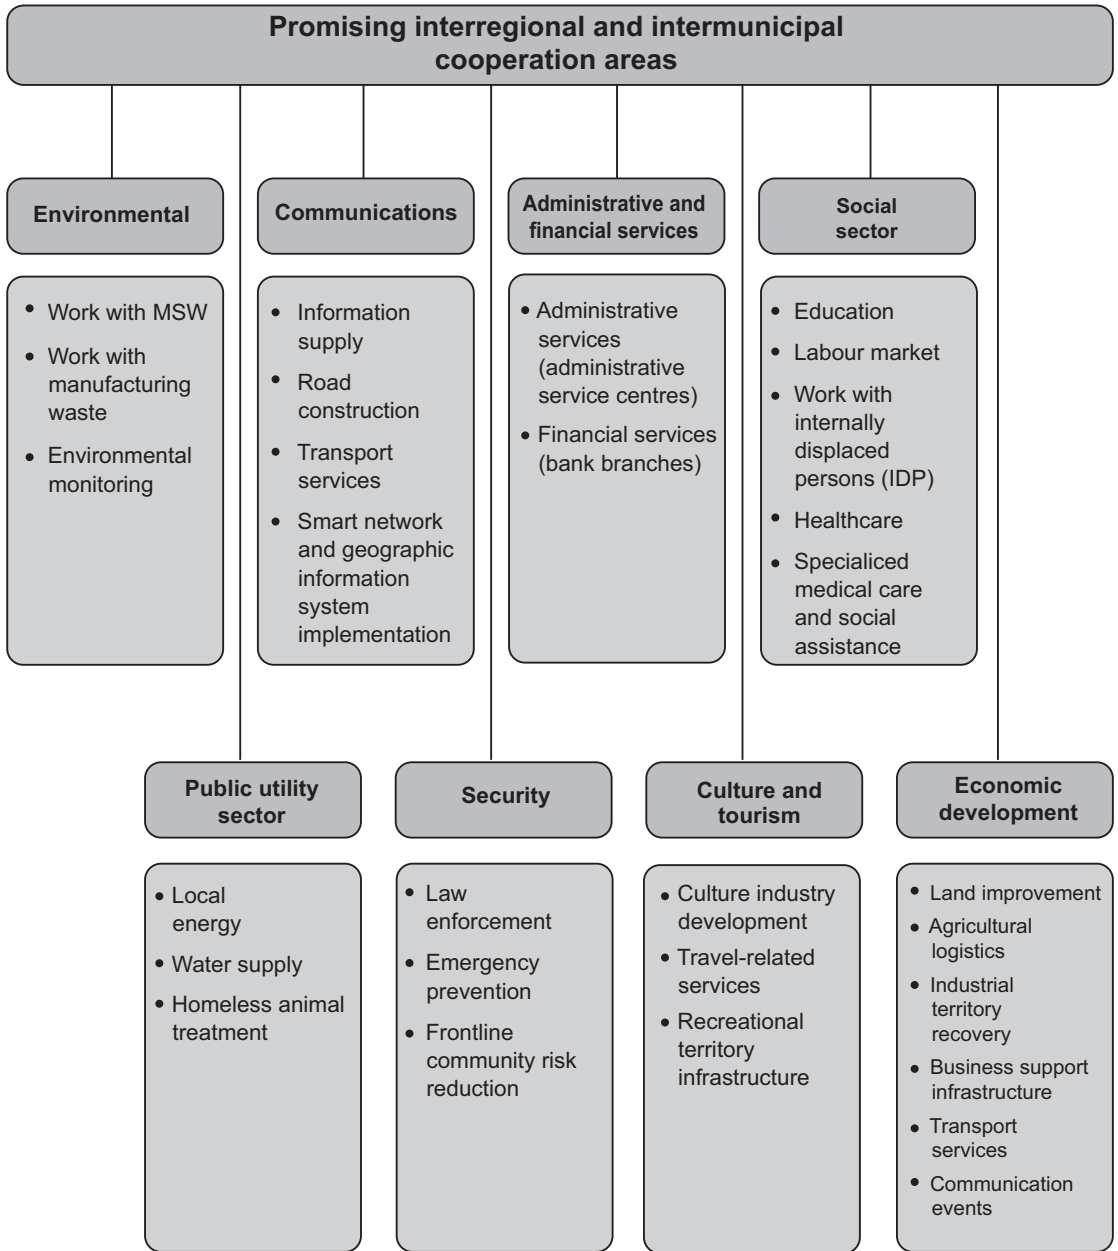 Promising interregional and intermunicipal
cooperation areas
Environmental
• Work with MSW
• Work with
manufacturing
waste
• Environmental
monitoring
Communications
• Information
supply
• Road
construction
• Transport
services
• Smart network
and geographic
information
system
implementation
Administrative and
financial services
• Administrative
services
(administrative
service centres)
• Financial services
(bank branches)
Social
sector
• Education
• Labour market
• Work with
internally
displaced
persons (IDP)
• Healthcare
• Specialiced
medical care
and social
assistance
Public utility
sector
• Local
energy
• Water supply
• Homeless animal
treatment
Security
• Law
enforcement
• Emergency
prevention
• Frontline
community risk
reduction
Culture and
tourism
• Culture industry
development
• Travel-related
services
• Recreational
territory
infrastructure
Economic
development
• Land improvement
• Agricultural
logistics
• Industrial
territory
recovery
• Business support
infrastructure
• Transport
services
• Communication
events